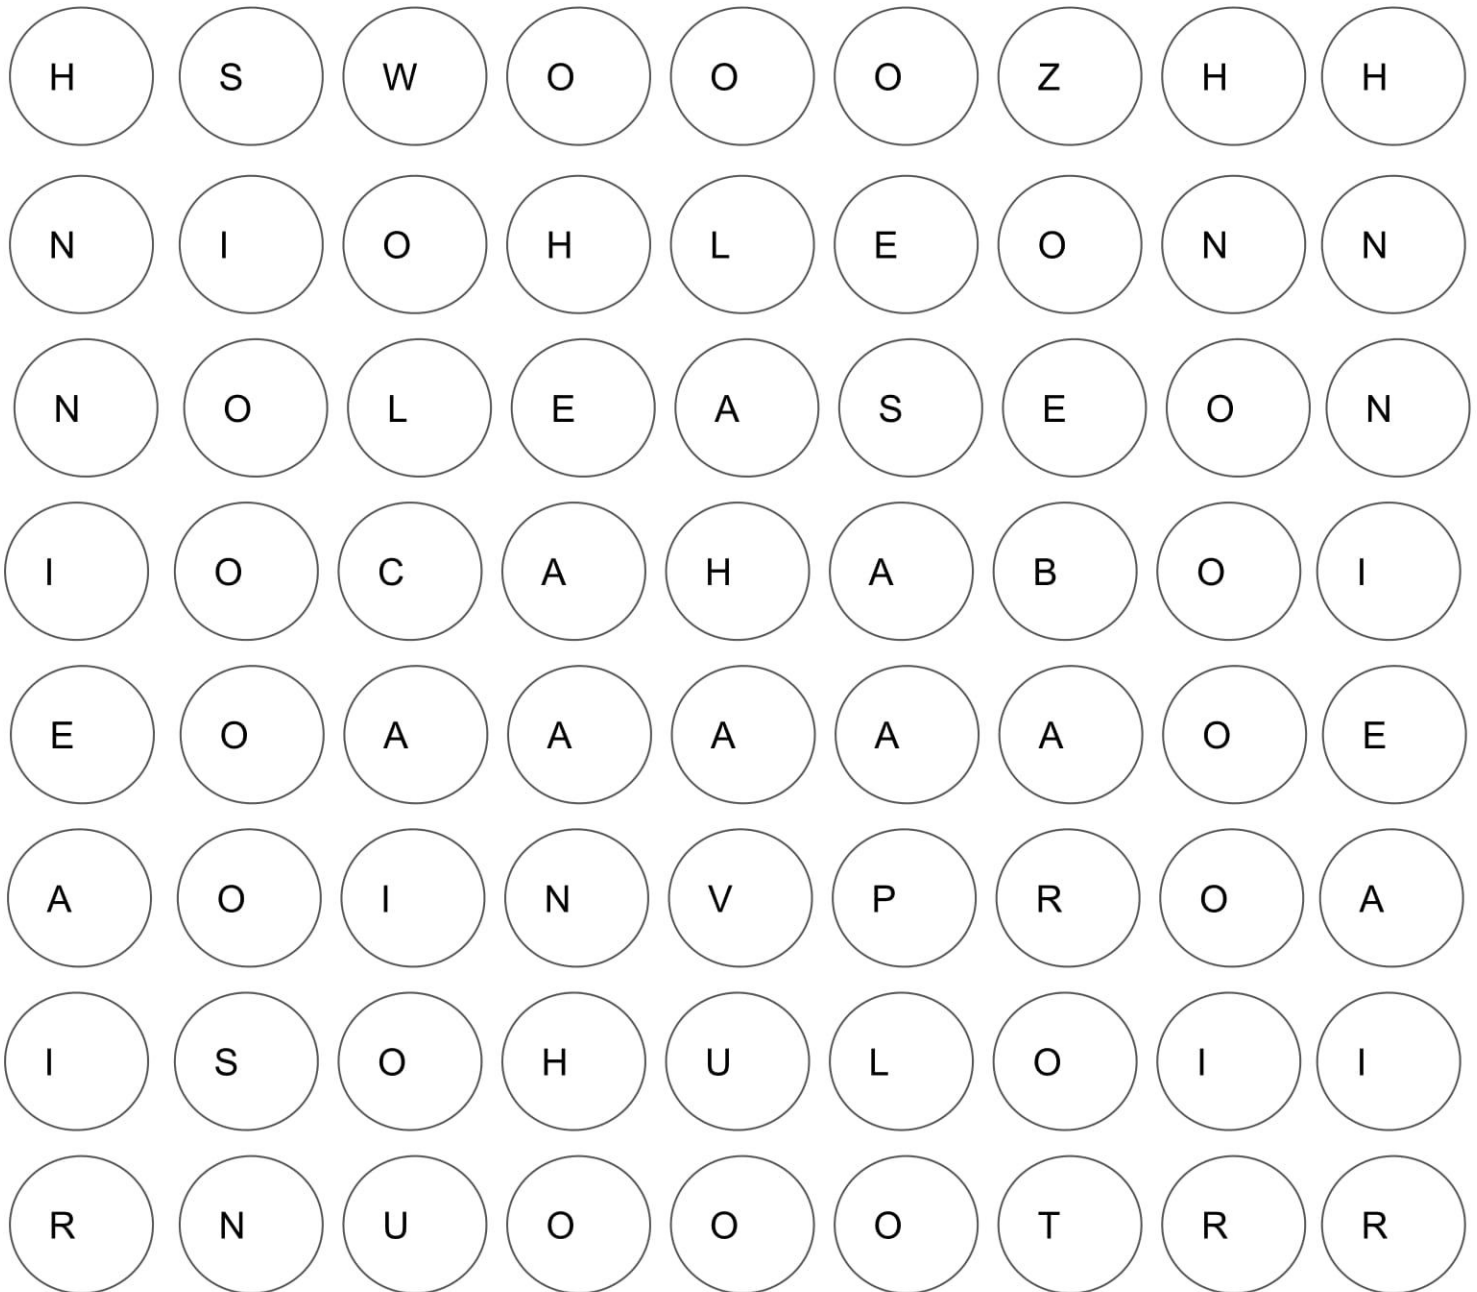 H S W O O O Z H H
N I O H L E O N N
N O L E A S E O N
I O C A H A B O I
E O A A A A A O E
A O I N V P R O A
I S O H U L O I I
R N U O O O T R R